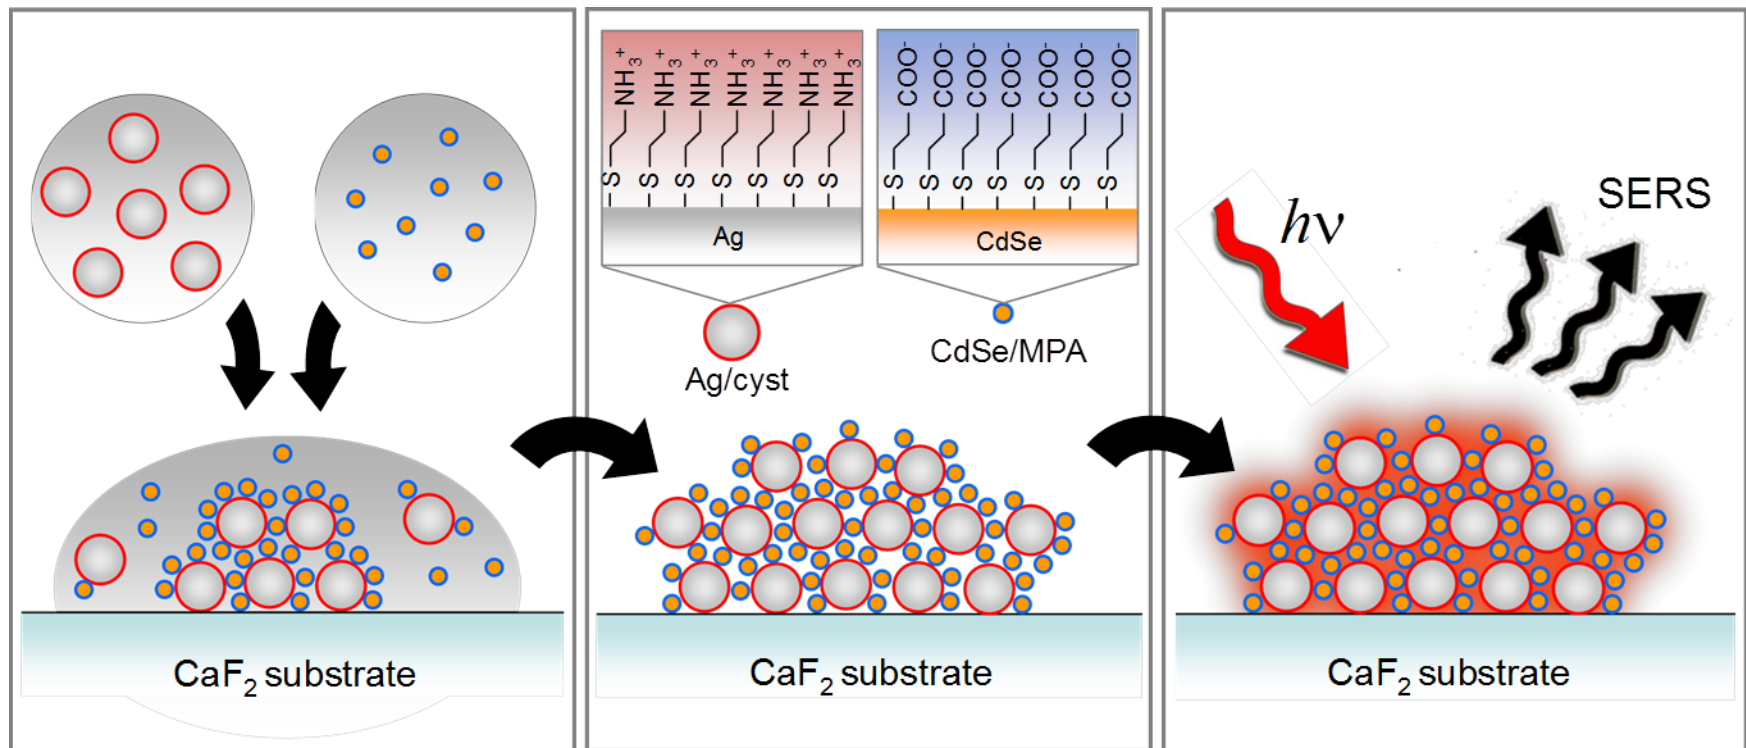 CaF2 substrate
NH3+ NH3+ NH3+ NH3+ NH3+ NH3+ NH3+
S S S S S S S
Ag
COO- COO- COO- COO- COO- COO- COO-
S S S S S S S
CdSe
Ag/cyst
CdSe/MPA
CaF2 substrate
hν
SERS
CaF2 substrate